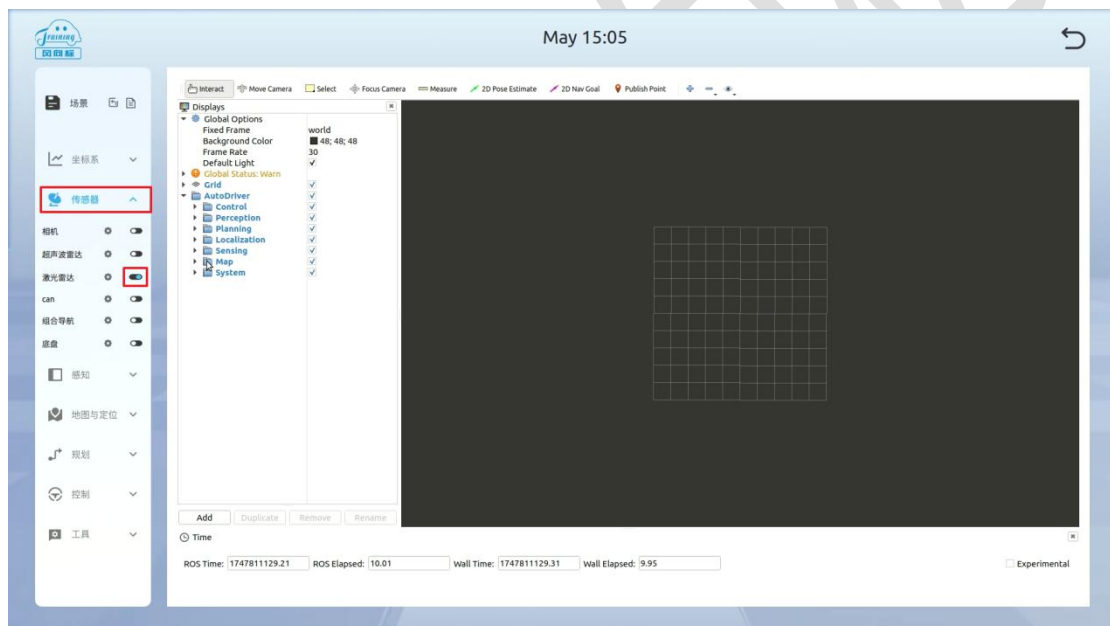 Training
风向标
May 15:05
场景
坐标系
传感器
相机
超声波雷达
激光雷达
can
组合导航
底盘
感知
地图与定位
规划
控制
工具
Interact Move Camera Select Focus Camera Measure 2D Pose Estimate 2D Nav Goal Publish Point
Displays
Global Options
Fixed Frame world
Background Color 48; 48; 48
Frame Rate 30
Default Light
Global Status: Warn
Grid
AutoDriver
Control
Perception
Planning
Localization
Sensing
Map
System
Add Duplicate Remove Rename
Time
ROS Time: 1747811129.21 ROS Elapsed: 10.01 Wall Time: 1747811129.31 Wall Elapsed: 9.95 Experimental